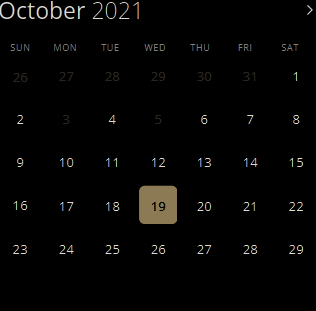 October 2021
SUN MON TUE WED THU FRI SAT
26 27 28 29 30 31 1
2 3 4 5 6 7 8
9 10 11 12 13 14 15
16 17 18 19 20 21 22
23 24 25 26 27 28 29